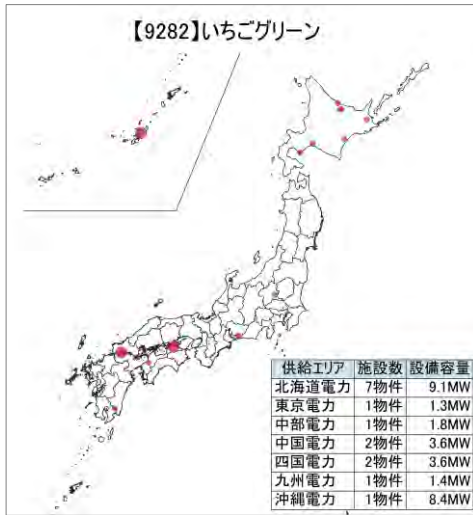 【9282】いちごグリーン
供給エリア 施設数 設備容量
北海道電力 7物件 9.1MW
東京電力 1物件 1.3MW
中部電力 1物件 1.8MW
中国電力 2物件 3.6MW
四国電力 2物件 3.6MW
九州電力 1物件 1.4MW
沖縄電力 1物件 8.4MW